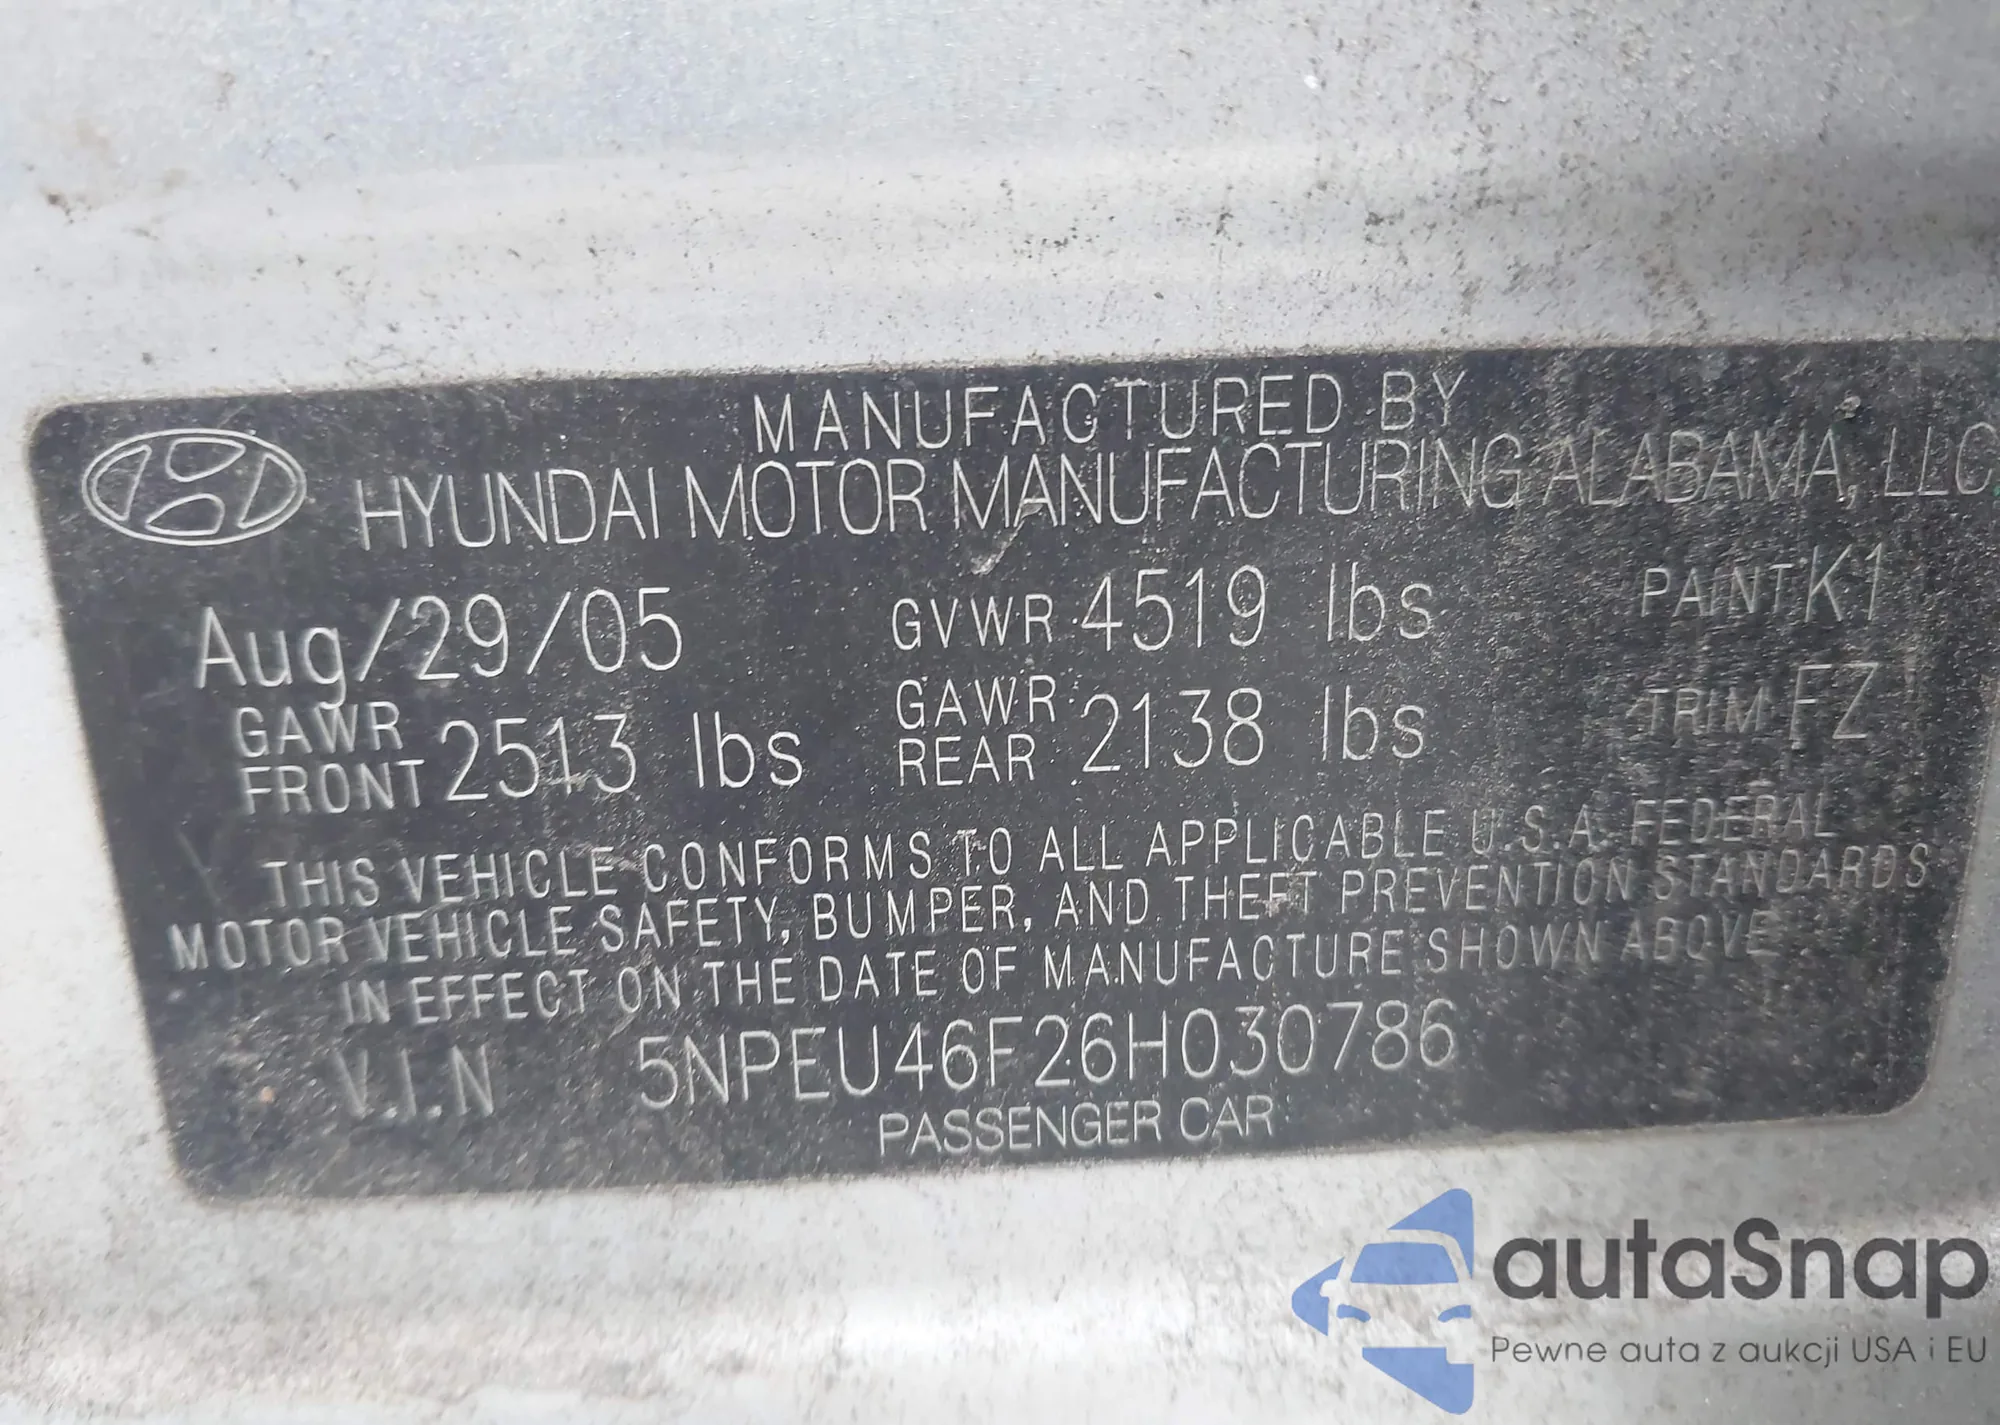 MANUFACTURED BY
HYUNDAI MOTOR MANUFACTURING ALABAMA, LLC
Aug/29/05 GVWR 4519 lbs PAINT K1
GAWR FRONT 2513 lbs GAWR REAR 2138 lbs TRIM FZ
THIS VEHICLE CONFORMS TO ALL APPLICABLE U.S.A. FEDERAL
MOTOR VEHICLE SAFETY, BUMPER, AND THEFT PREVENTION STANDARDS
IN EFFECT ON THE DATE OF MANUFACTURE SHOWN ABOVE
V.I.N 5NPEU46F26H030786
PASSENGER CAR
autaSnap
Pewne auta z aukcji USA i EU